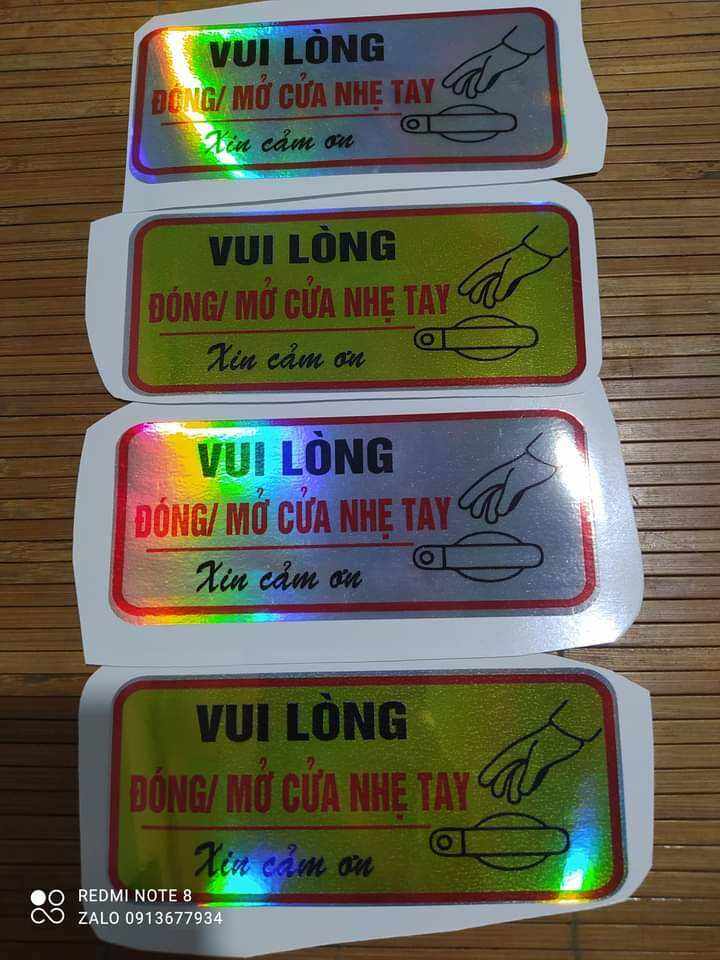 VUI LÒNG
ĐÓNG/ MỞ CỬA NHẸ TAY
Xin cảm ơn
VUI LÒNG
ĐÓNG/ MỞ CỬA NHẸ TAY
Xin cảm ơn
VUI LÒNG
ĐÓNG/ MỞ CỬA NHẸ TAY
Xin cảm ơn
VUI LÒNG
ĐÓNG/ MỞ CỬA NHẸ TAY
Xin cảm ơn
REDMI NOTE 8
ZALO 0913677934